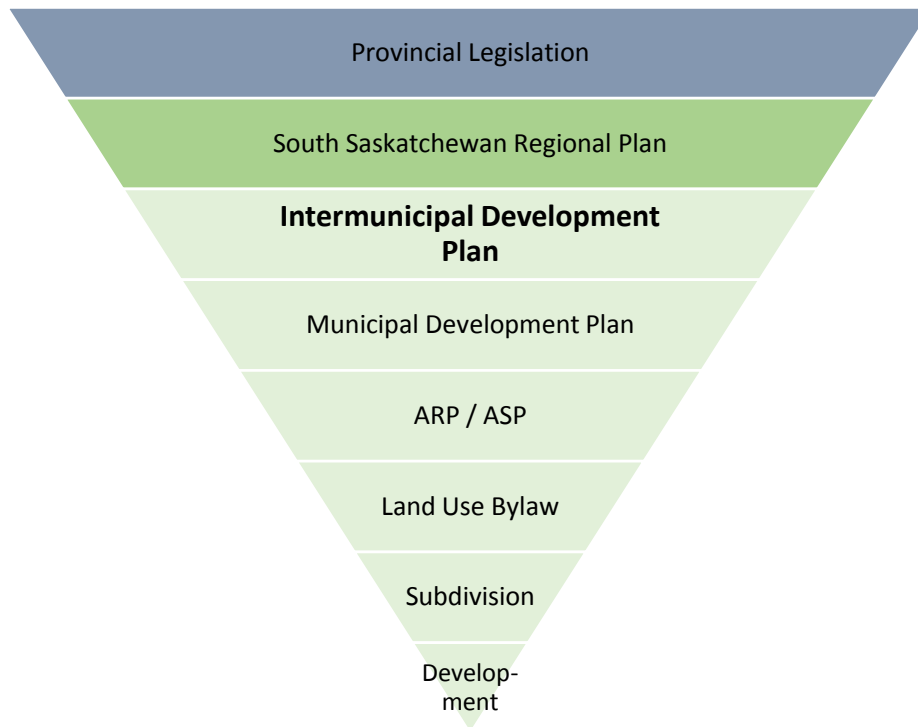 Provincial Legislation
South Saskatchewan Regional Plan
Intermunicipal Development
Plan
Municipal Development Plan
ARP / ASP
Land Use Bylaw
Subdivision
Develop-
ment